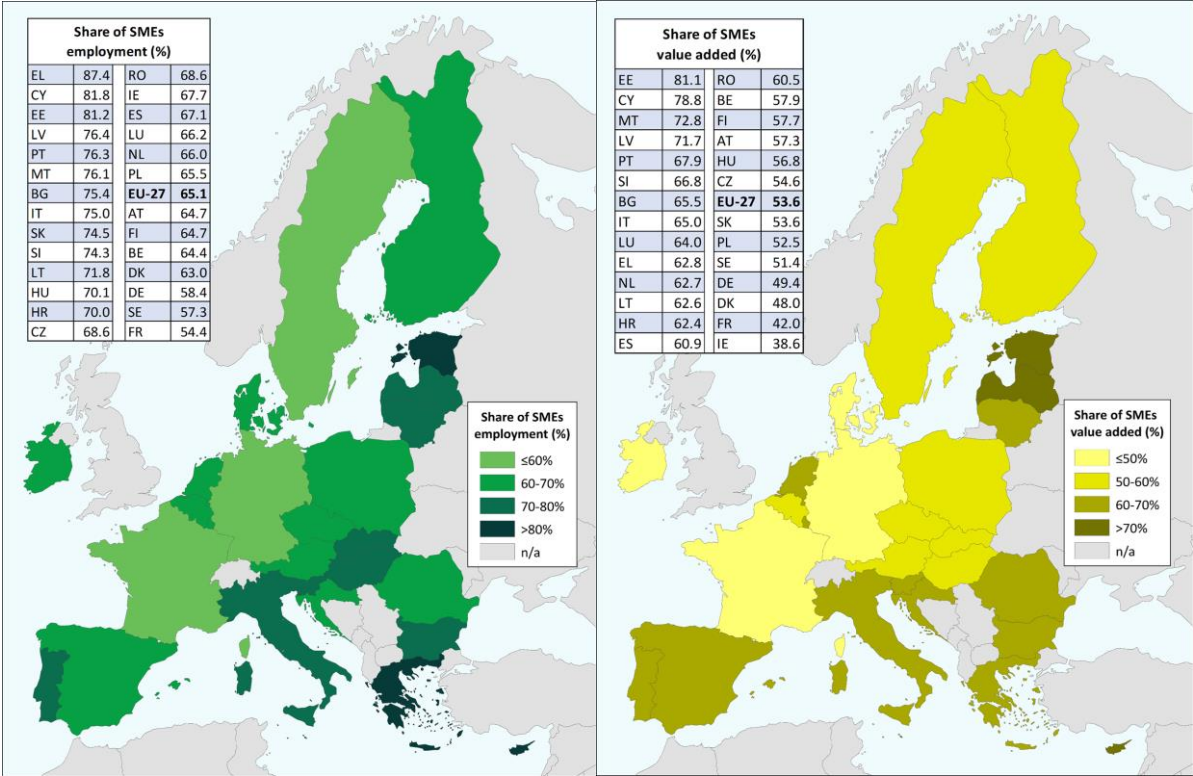 Share of SMEs
employment (%)
EL 87.4 RO 68.6
CY 81.8 IE 67.7
EE 81.2 ES 67.1
LV 76.4 LU 66.2
PT 76.3 NL 66.0
MT 76.1 PL 65.5
BG 75.4 EU-27 65.1
IT 75.0 AT 64.7
SK 74.5 FI 64.7
SI 74.3 BE 64.4
LT 71.8 DK 63.0
HU 70.1 DE 58.4
HR 70.0 SE 57.3
CZ 68.6 FR 54.4
Share of SMEs
employment (%)
≤60%
60-70%
70-80%
>80%
n/a
Share of SMEs
value added (%)
EE 81.1 RO 60.5
CY 78.8 BE 57.9
MT 72.8 FI 57.7
LV 71.7 AT 57.3
PT 67.9 HU 56.8
SI 66.8 CZ 54.6
BG 65.5 EU-27 53.6
IT 65.0 SK 53.6
LU 64.0 PL 52.5
EL 62.8 SE 51.4
NL 62.7 DE 49.4
LT 62.6 DK 48.0
HR 62.4 FR 42.0
ES 60.9 IE 38.6
Share of SMEs
value added (%)
≤50%
50-60%
60-70%
>70%
n/a